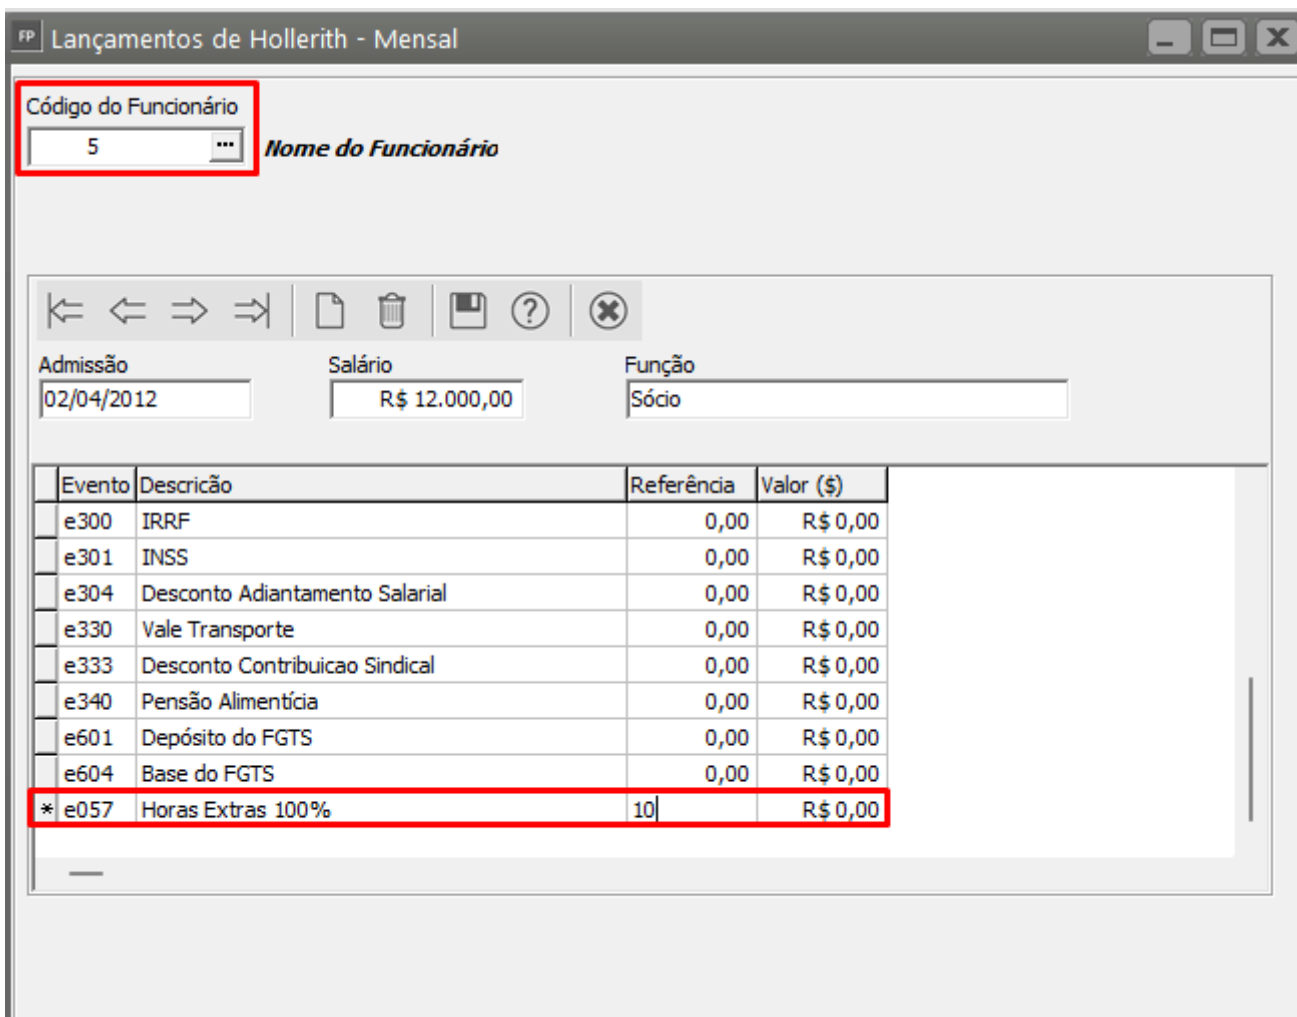 FP Lançamentos de Hollerith - Mensal
Código do Funcionário
5 ... Nome do Funcionário
Admissão Salário Função
02/04/2012 R$ 12.000,00 Sócio
Evento Descricão Referência Valor ($)
e300 IRRF 0,00 R$ 0,00
e301 INSS 0,00 R$ 0,00
e304 Desconto Adiantamento Salarial 0,00 R$ 0,00
e330 Vale Transporte 0,00 R$ 0,00
e333 Desconto Contribuicao Sindical 0,00 R$ 0,00
e340 Pensão Alimentícia 0,00 R$ 0,00
e601 Depósito do FGTS 0,00 R$ 0,00
e604 Base do FGTS 0,00 R$ 0,00
* e057 Horas Extras 100% 10 R$ 0,00